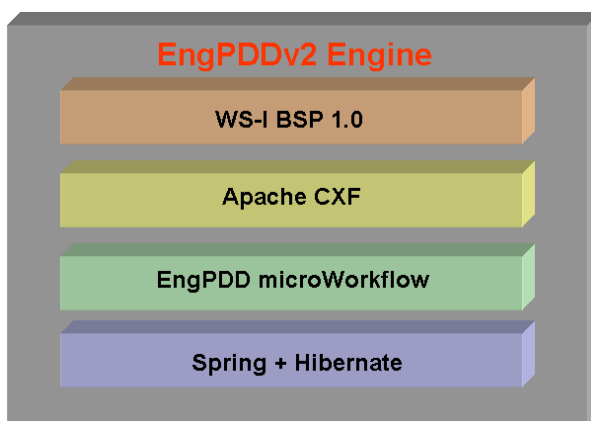 EngPDDv2 Engine
WS-I BSP 1.0
Apache CXF
EngPDD microWorkflow
Spring + Hibernate